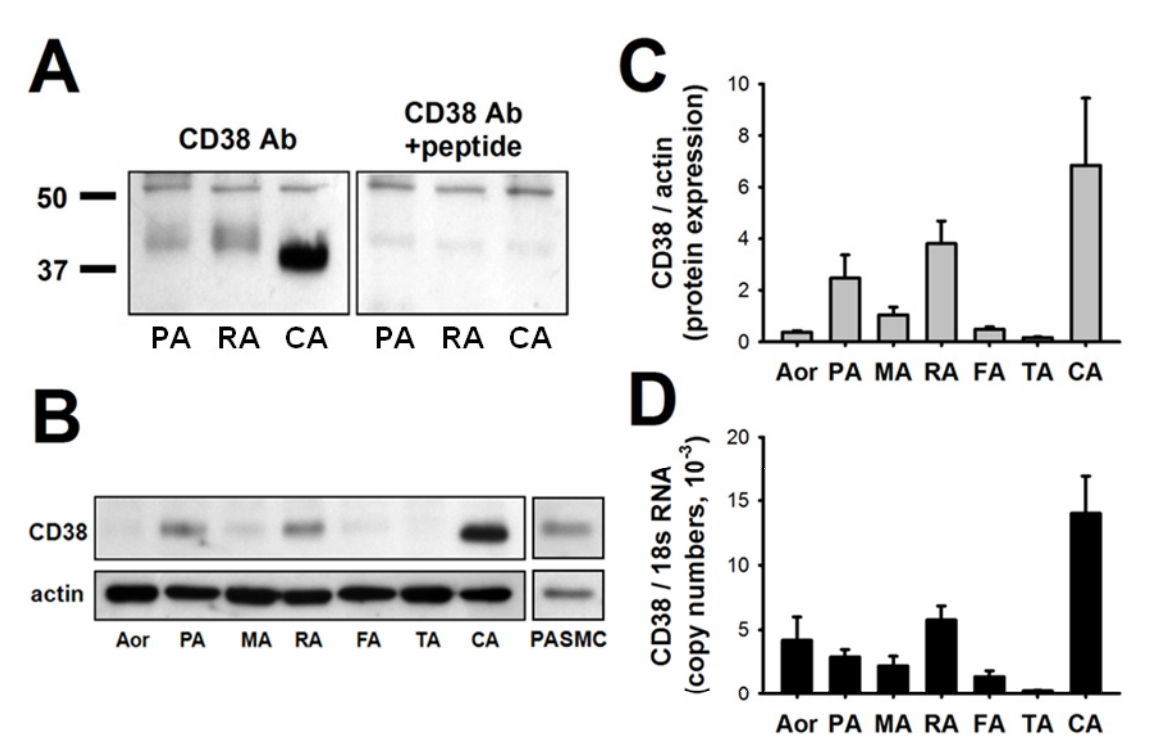 A
CD38 Ab
CD38 Ab
+peptide
50
37
PA RA CA
PA RA CA
B
CD38
actin
Aor PA MA RA FA TA CA PASMC
C
CD38 / actin
(protein expression)
10
8
6
4
2
0
Aor PA MA RA FA TA CA
D
CD38 / 18s RNA
(copy numbers, 10⁻³)
20
15
10
5
0
Aor PA MA RA FA TA CA